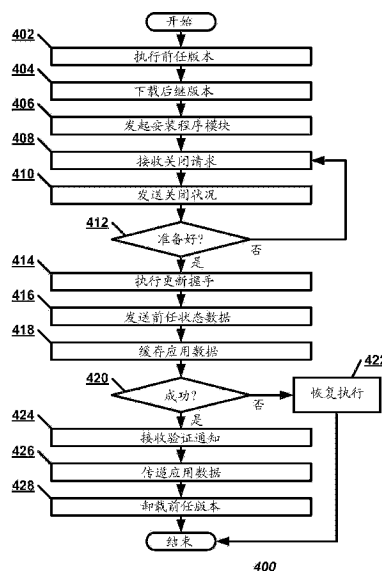 开始
402
执行前任版本
404
下载后继版本
406
发起安装程序模块
408
接收关闭请求
410
发送关闭状况
412
准备好?
否
是
414
执行更新握手
416
发送前任状态数据
418
缓存应用数据
420
成功?
否
422
恢复执行
是
424
接收验证通知
426
传递应用数据
428
卸载前任版本
结束
400